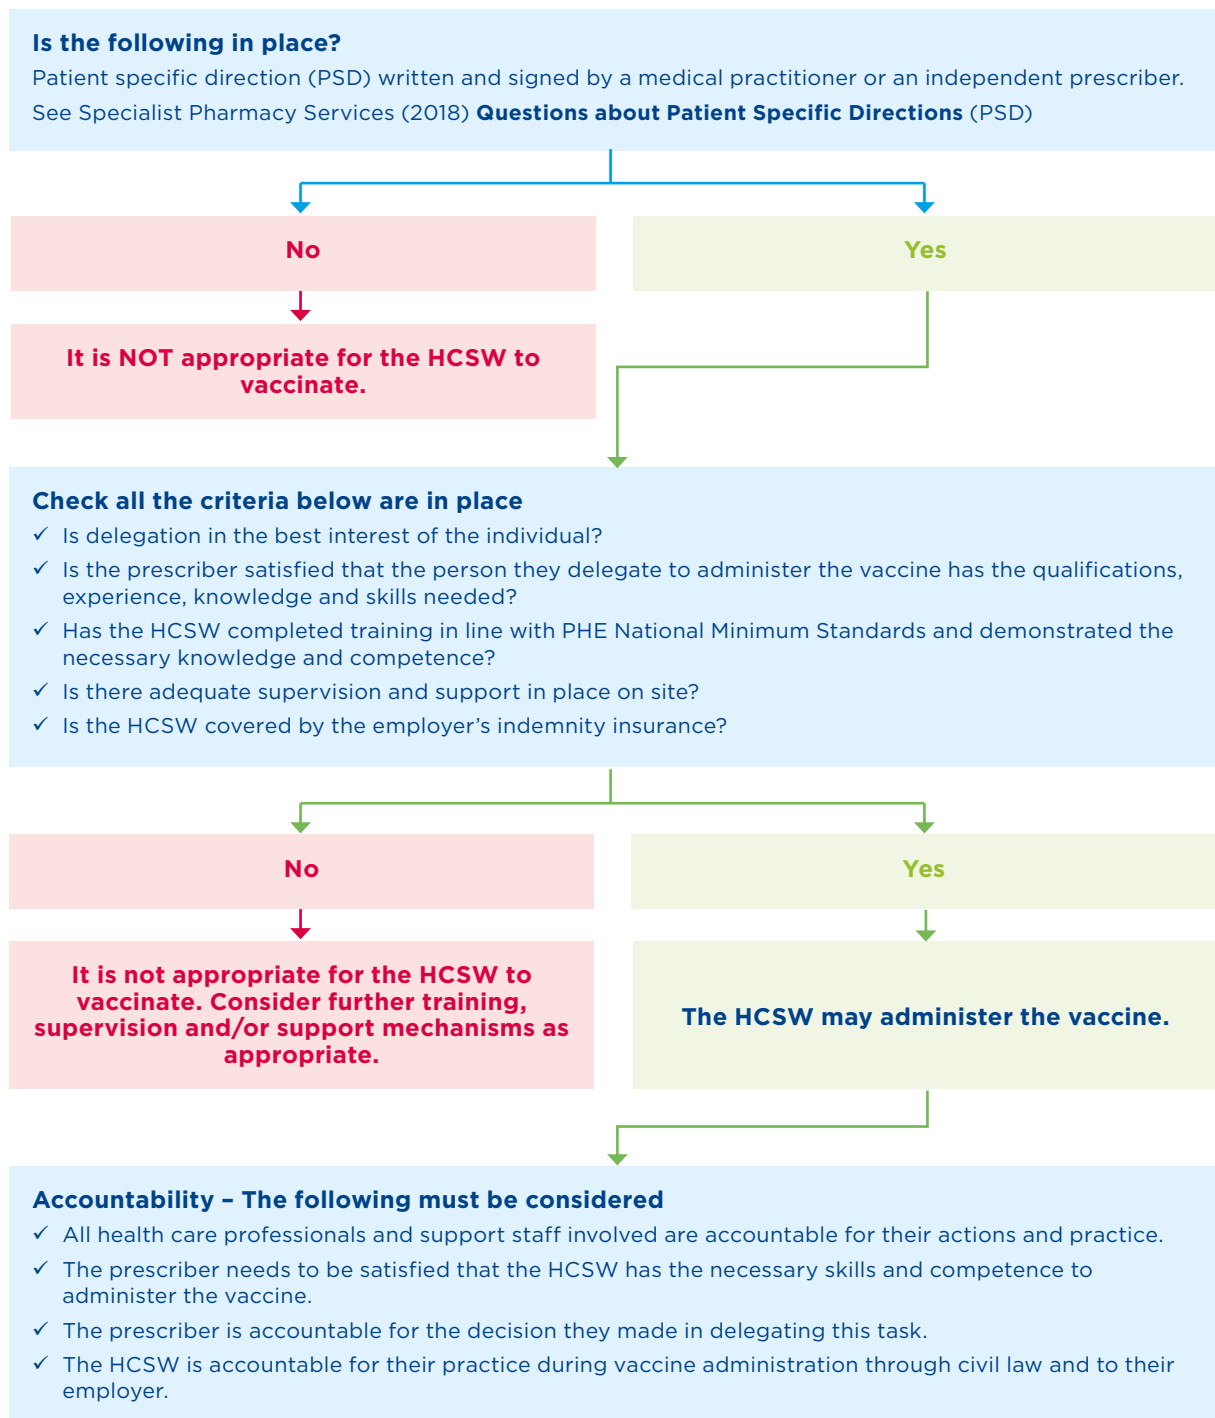 Is the following in place?
Patient specific direction (PSD) written and signed by a medical practitioner or an independent prescriber.
See Specialist Pharmacy Services (2018) Questions about Patient Specific Directions (PSD)
No
Yes
It is NOT appropriate for the HCSW to
vaccinate.
Check all the criteria below are in place
✓ Is delegation in the best interest of the individual?
✓ Is the prescriber satisfied that the person they delegate to administer the vaccine has the qualifications,
experience, knowledge and skills needed?
✓ Has the HCSW completed training in line with PHE National Minimum Standards and demonstrated the
necessary knowledge and competence?
✓ Is there adequate supervision and support in place on site?
✓ Is the HCSW covered by the employer’s indemnity insurance?
No
Yes
It is not appropriate for the HCSW to
vaccinate. Consider further training,
supervision and/or support mechanisms as
appropriate.
The HCSW may administer the vaccine.
Accountability – The following must be considered
✓ All health care professionals and support staff involved are accountable for their actions and practice.
✓ The prescriber needs to be satisfied that the HCSW has the necessary skills and competence to
administer the vaccine.
✓ The prescriber is accountable for the decision they made in delegating this task.
✓ The HCSW is accountable for their practice during vaccine administration through civil law and to their
employer.